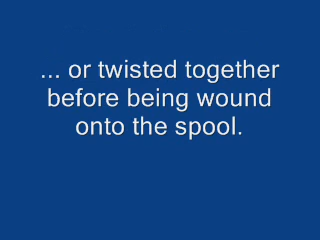 ... or twisted together
before being wound
onto the spool.